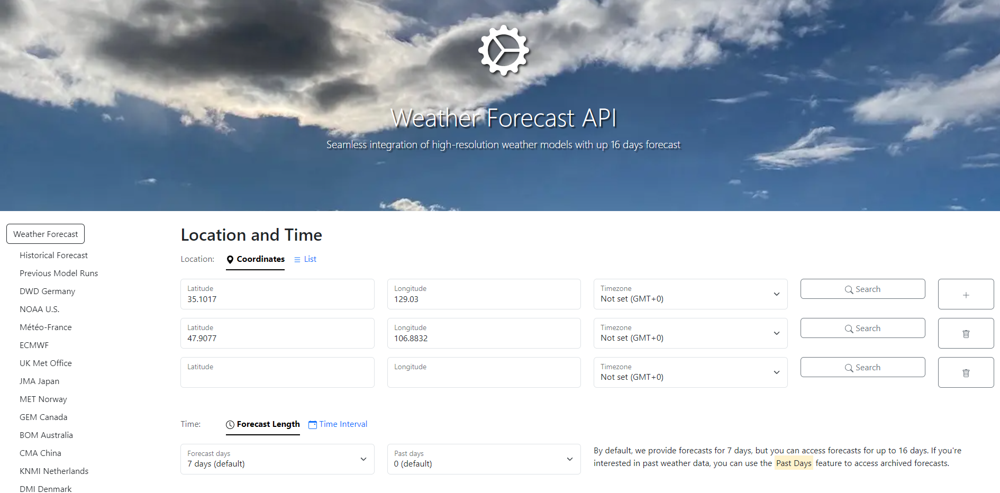 Weather Forecast API
Seamless integration of high-resolution weather models with up 16 days forecast
Weather Forecast
Historical Forecast
Previous Model Runs
DWD Germany
NOAA U.S.
Météo-France
ECMWF
UK Met Office
JMA Japan
MET Norway
GEM Canada
BOM Australia
CMA China
KNMI Netherlands
DMI Denmark
Location and Time
Location: Coordinates List
Latitude Longitude Timezone
35.1017 129.03 Not set (GMT+0) Search
Latitude Longitude Timezone
47.9077 106.8832 Not set (GMT+0) Search
Latitude Longitude Timezone
Not set (GMT+0) Search
Time: Forecast Length Time Interval
Forecast days Past days
7 days (default) 0 (default)
By default, we provide forecasts for 7 days, but you can access forecasts for up to 16 days. If you're
interested in past weather data, you can use the Past Days feature to access archived forecasts.